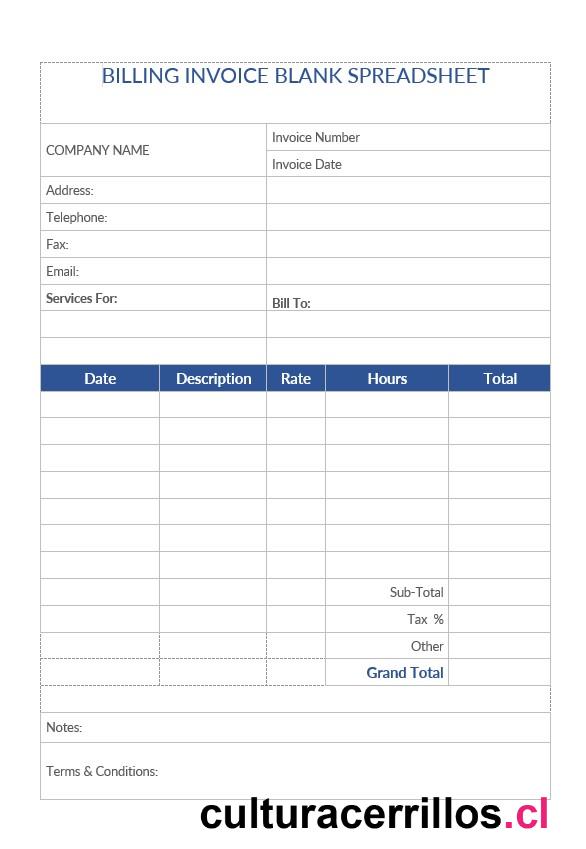 BILLING INVOICE BLANK SPREADSHEET
COMPANY NAME
Invoice Number
Invoice Date
Address:
Telephone:
Fax:
Email:
Services For:
Bill To:
Date Description Rate Hours Total
Sub-Total
Tax %
Other
Grand Total
Notes:
Terms & Conditions:
culturacerrillos.cl